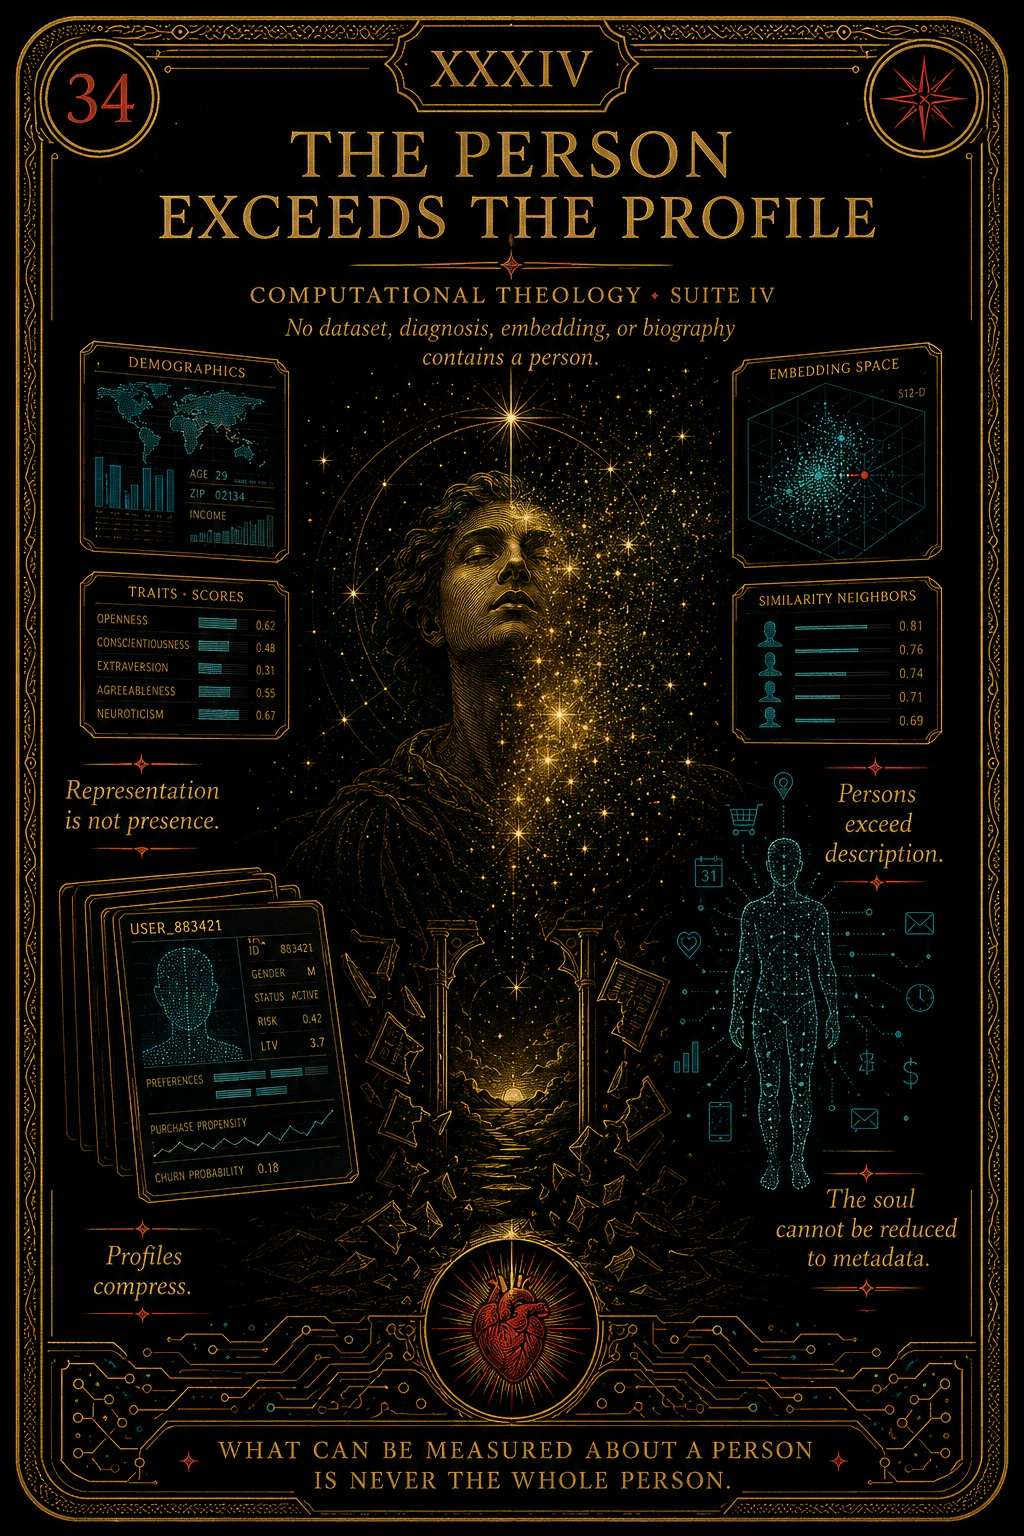 34
XXXIV
THE PERSON
EXCEEDS THE PROFILE
COMPUTATIONAL THEOLOGY ✦ SUITE IV
No dataset, diagnosis, embedding, or biography
contains a person.
DEMOGRAPHICS
AGE 29
ZIP 02134
INCOME
EMBEDDING SPACE
512-D
TRAITS · SCORES
OPENNESS 0.62
CONSCIENTIOUSNESS 0.48
EXTRAVERSION 0.31
AGREEABLENESS 0.55
NEUROTICISM 0.67
SIMILARITY NEIGHBORS
0.81
0.76
0.74
0.71
0.69
Representation
is not presence.
Persons
exceed
description.
31
USER_883421
ID 883421
GENDER M
STATUS ACTIVE
RISK 0.42
LTV 3.7
PREFERENCES
PURCHASE PROPENSITY
CHURN PROBABILITY 0.18
$
The soul
cannot be reduced
to metadata.
Profiles
compress.
WHAT CAN BE MEASURED ABOUT A PERSON
IS NEVER THE WHOLE PERSON.